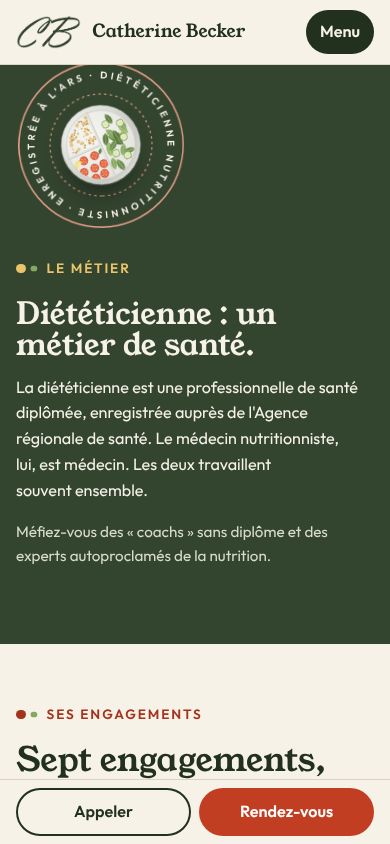 CB Catherine Becker
Menu
DIÉTÉTICIENNE NUTRITIONNISTE · ENREGISTRÉE À L'ARS ·
LE MÉTIER
Diététicienne : un
métier de santé.
La diététicienne est une professionnelle de santé
diplômée, enregistrée auprès de l'Agence
régionale de santé. Le médecin nutritionniste,
lui, est médecin. Les deux travaillent
souvent ensemble.
Méfiez-vous des « coachs » sans diplôme et des
experts autoproclamés de la nutrition.
SES ENGAGEMENTS
Sept engagements,
Appeler
Rendez-vous